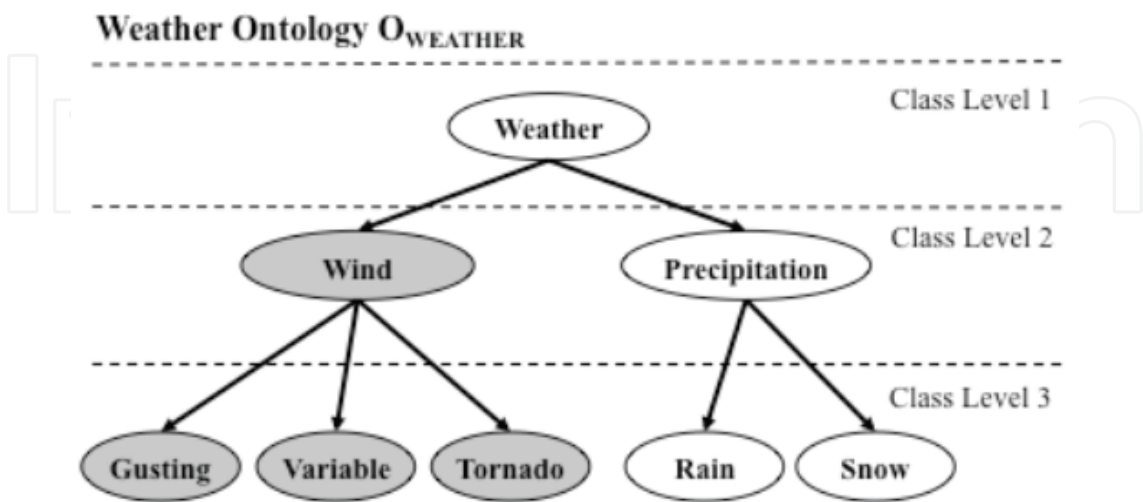 Weather Ontology OWEATHER
Class Level 1
Weather
Class Level 2
Wind
Precipitation
Class Level 3
Gusting
Variable
Tornado
Rain
Snow